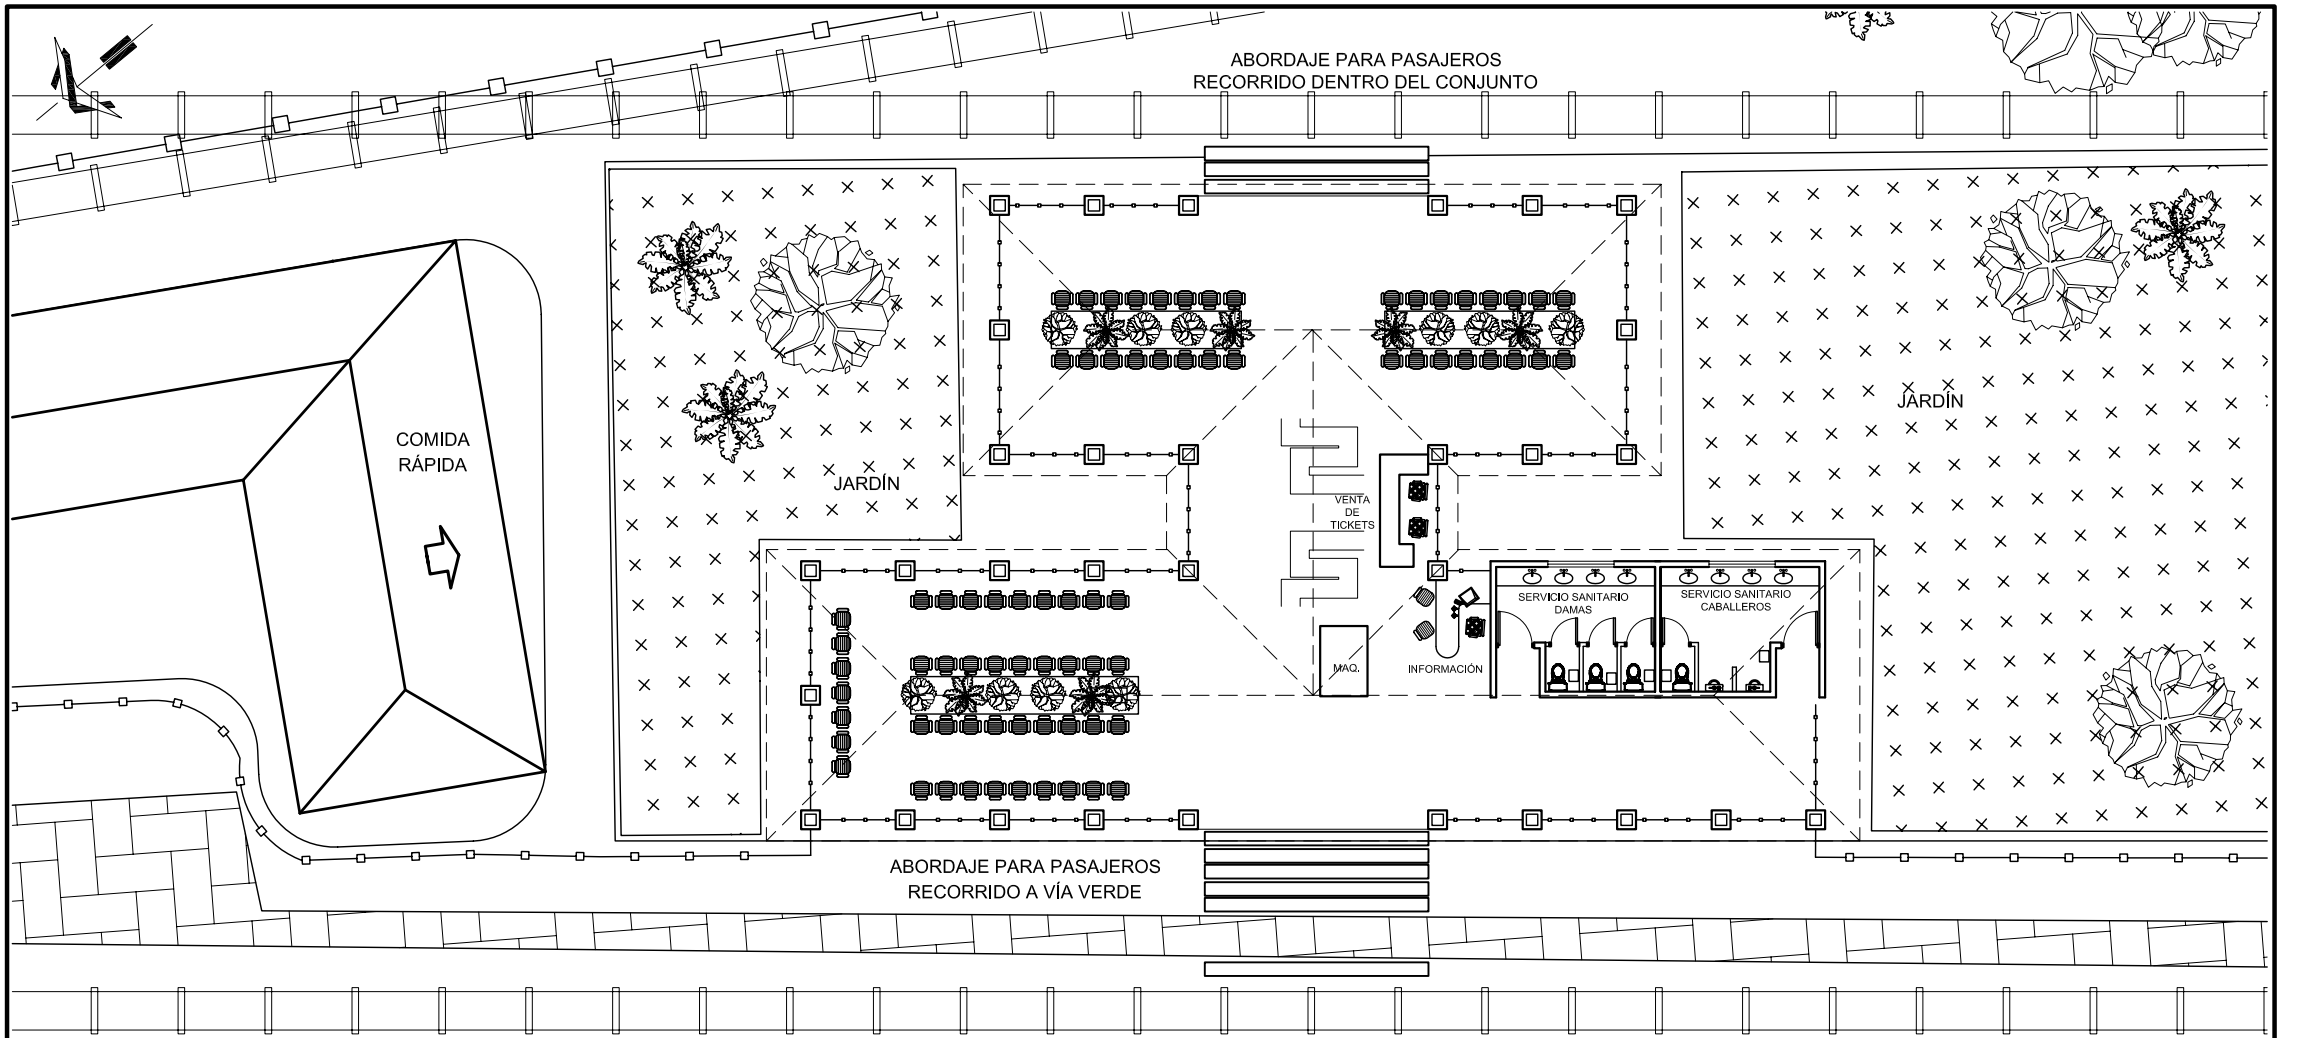 ABORDAJE PARA PASAJEROS
RECORRIDO DENTRO DEL CONJUNTO
COMIDA
RÁPIDA
JARDÍN
JARDÍN
VENTA
DE
TICKETS
SERVICIO SANITARIO
DAMAS
SERVICIO SANITARIO
CABALLEROS
MAQ.
INFORMACIÓN
ABORDAJE PARA PASAJEROS
RECORRIDO A VÍA VERDE